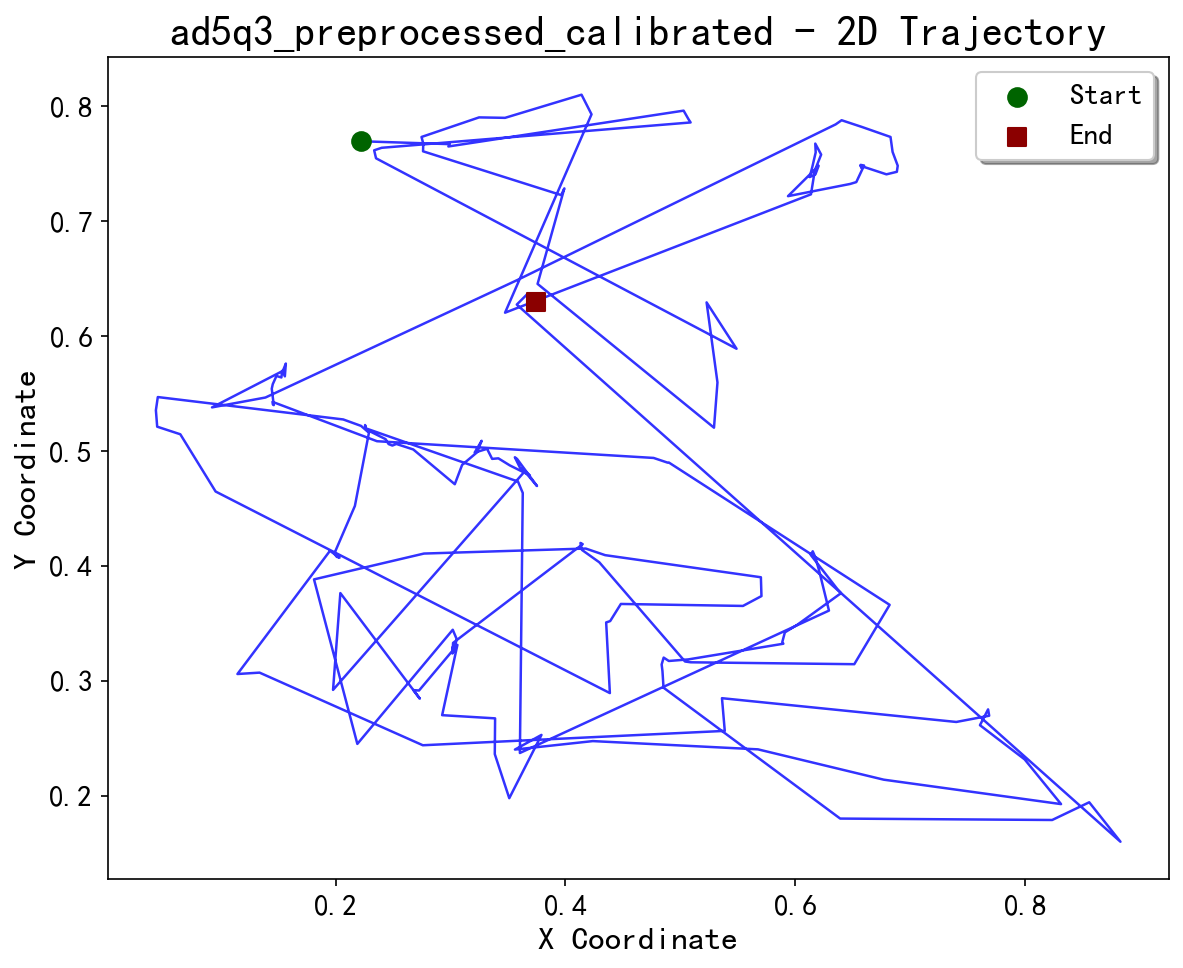 ad5q3_preprocessed_calibrated - 2D Trajectory
Start
End
Y Coordinate
0.8
0.7
0.6
0.5
0.4
0.3
0.2
0.2 0.4 0.6 0.8
X Coordinate